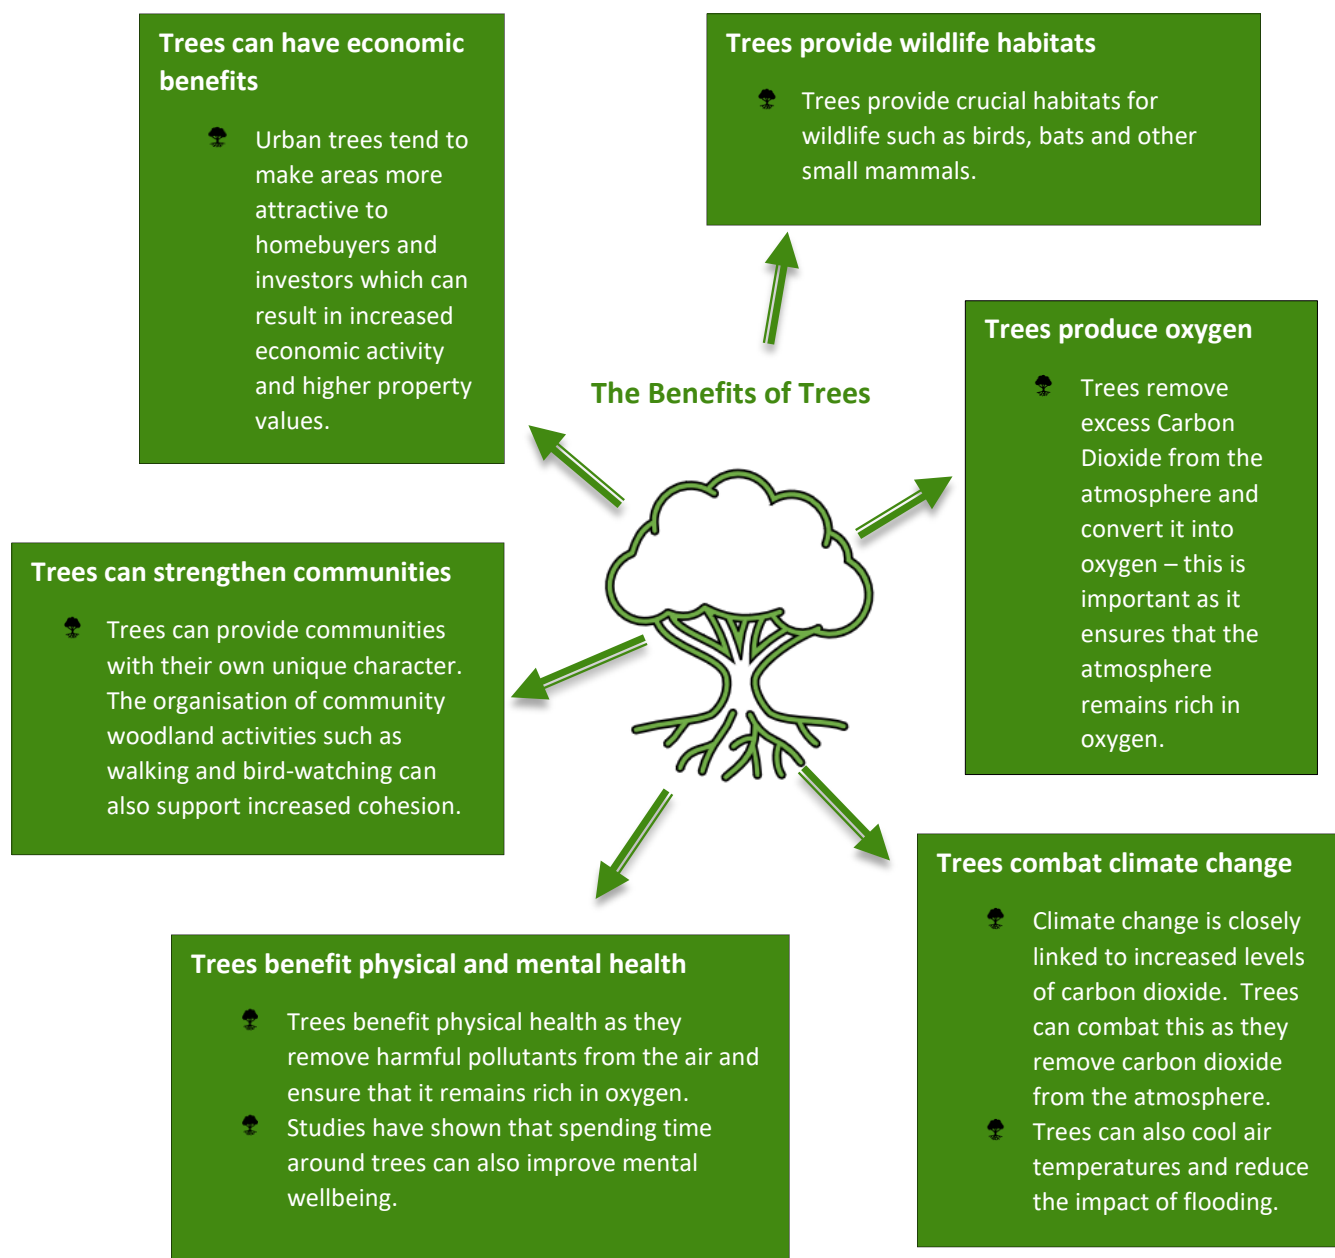 Trees can have economic
benefits
Urban trees tend to
make areas more
attractive to
homebuyers and
investors which can
result in increased
economic activity
and higher property
values.
Trees provide wildlife habitats
Trees provide crucial habitats for
wildlife such as birds, bats and other
small mammals.
The Benefits of Trees
Trees produce oxygen
Trees remove
excess Carbon
Dioxide from the
atmosphere and
convert it into
oxygen – this is
important as it
ensures that the
atmosphere
remains rich in
oxygen.
Trees can strengthen communities
Trees can provide communities
with their own unique character.
The organisation of community
woodland activities such as
walking and bird-watching can
also support increased cohesion.
Trees combat climate change
Climate change is closely
linked to increased levels
of carbon dioxide.  Trees
can combat this as they
remove carbon dioxide
from the atmosphere.
Trees can also cool air
temperatures and reduce
the impact of flooding.
Trees benefit physical and mental health
Trees benefit physical health as they
remove harmful pollutants from the air and
ensure that it remains rich in oxygen.
Studies have shown that spending time
around trees can also improve mental
wellbeing.